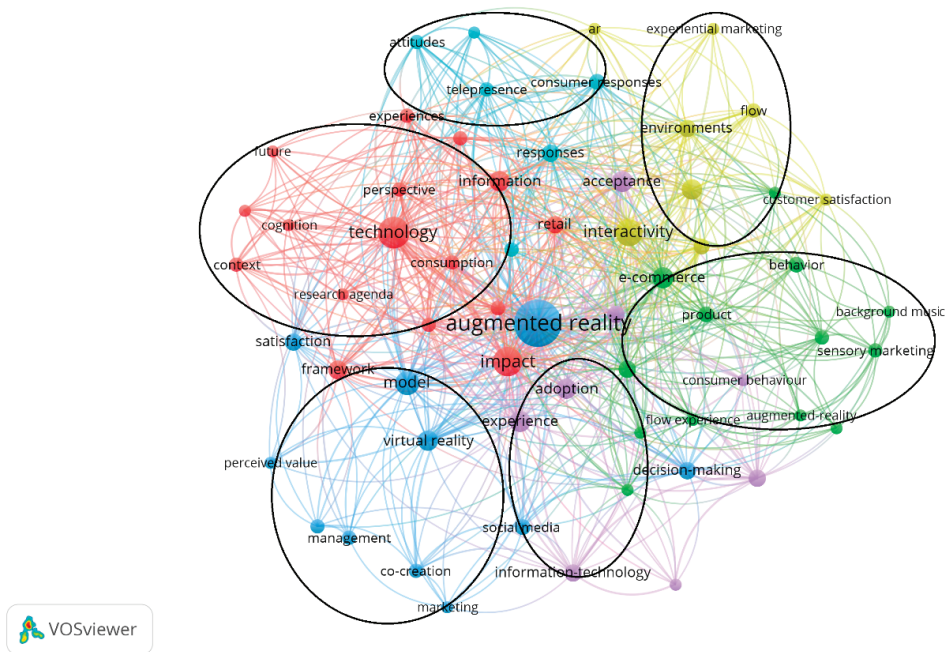 ar
experiential marketing
attitudes
telepresence
consumer responses
experiences
flow
environments
future
responses
perspective
information
acceptance
customer satisfaction
cognition
technology
retail
interactivity
context
consumption
e-commerce
behavior
research agenda
product
background music
augmented reality
satisfaction
sensory marketing
framework
impact
model
adoption
consumer behaviour
experience
flow experience
augmented-reality
virtual reality
perceived value
decision-making
social media
management
co-creation
information-technology
marketing
VOSviewer